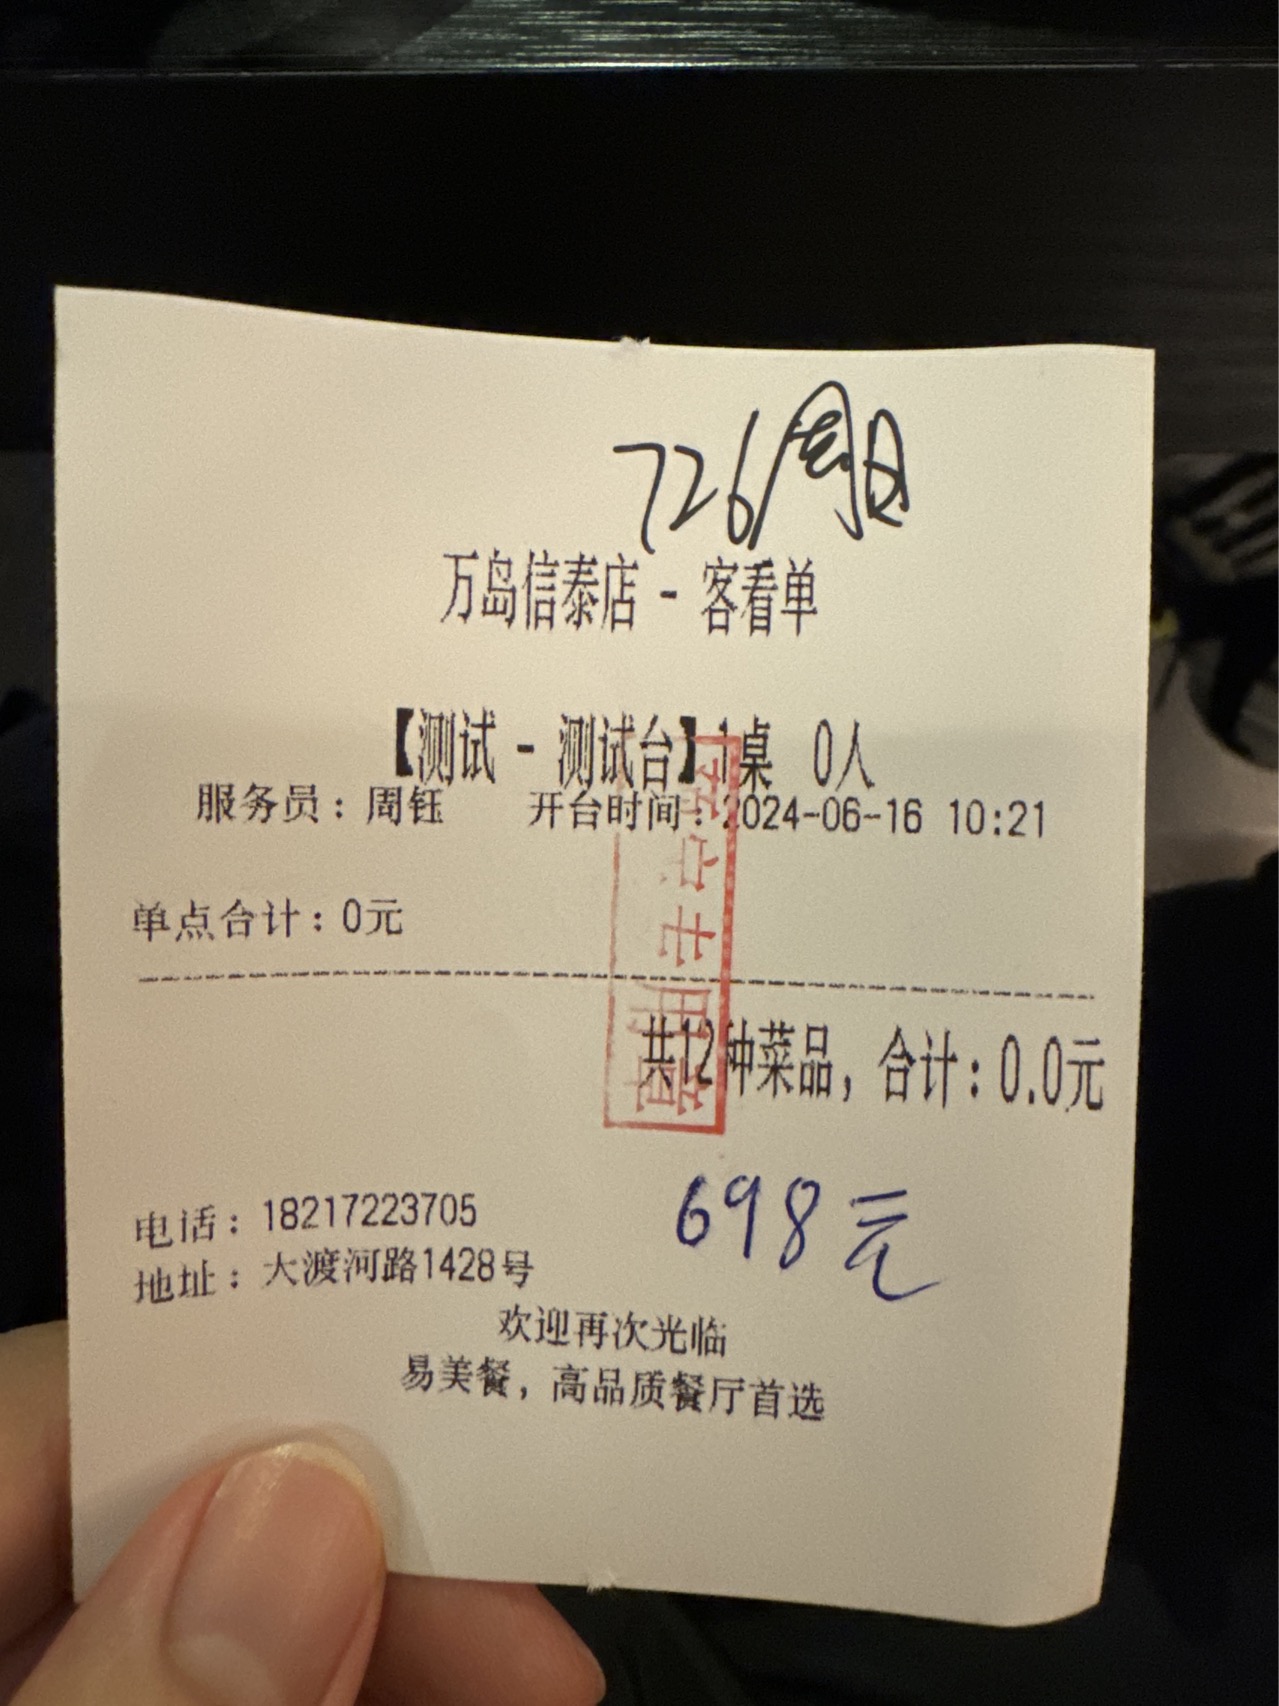 726周日
万岛信泰店 - 客看单
【测试 - 测试台】1桌 0人
服务员：周钰 开台时间：2024-06-16 10:21
单点合计：0元
共12种菜品，合计：0.0元
698元
电话：18217223705
地址：大渡河路1428号
欢迎再次光临
易美餐，高品质餐厅首选